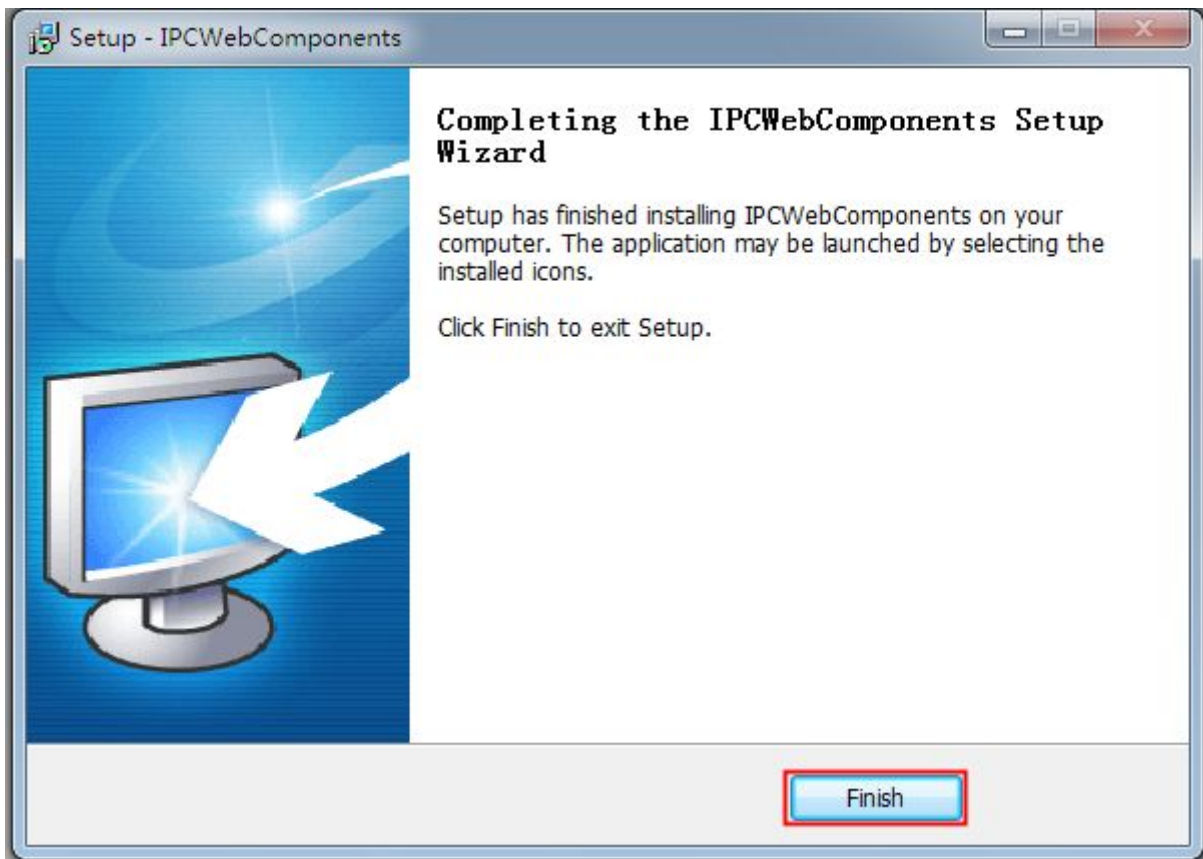 Setup - IPCWebComponents
Completing the IPCWebComponents Setup
Wizard
Setup has finished installing IPCWebComponents on your
computer. The application may be launched by selecting the
installed icons.
Click Finish to exit Setup.
Finish